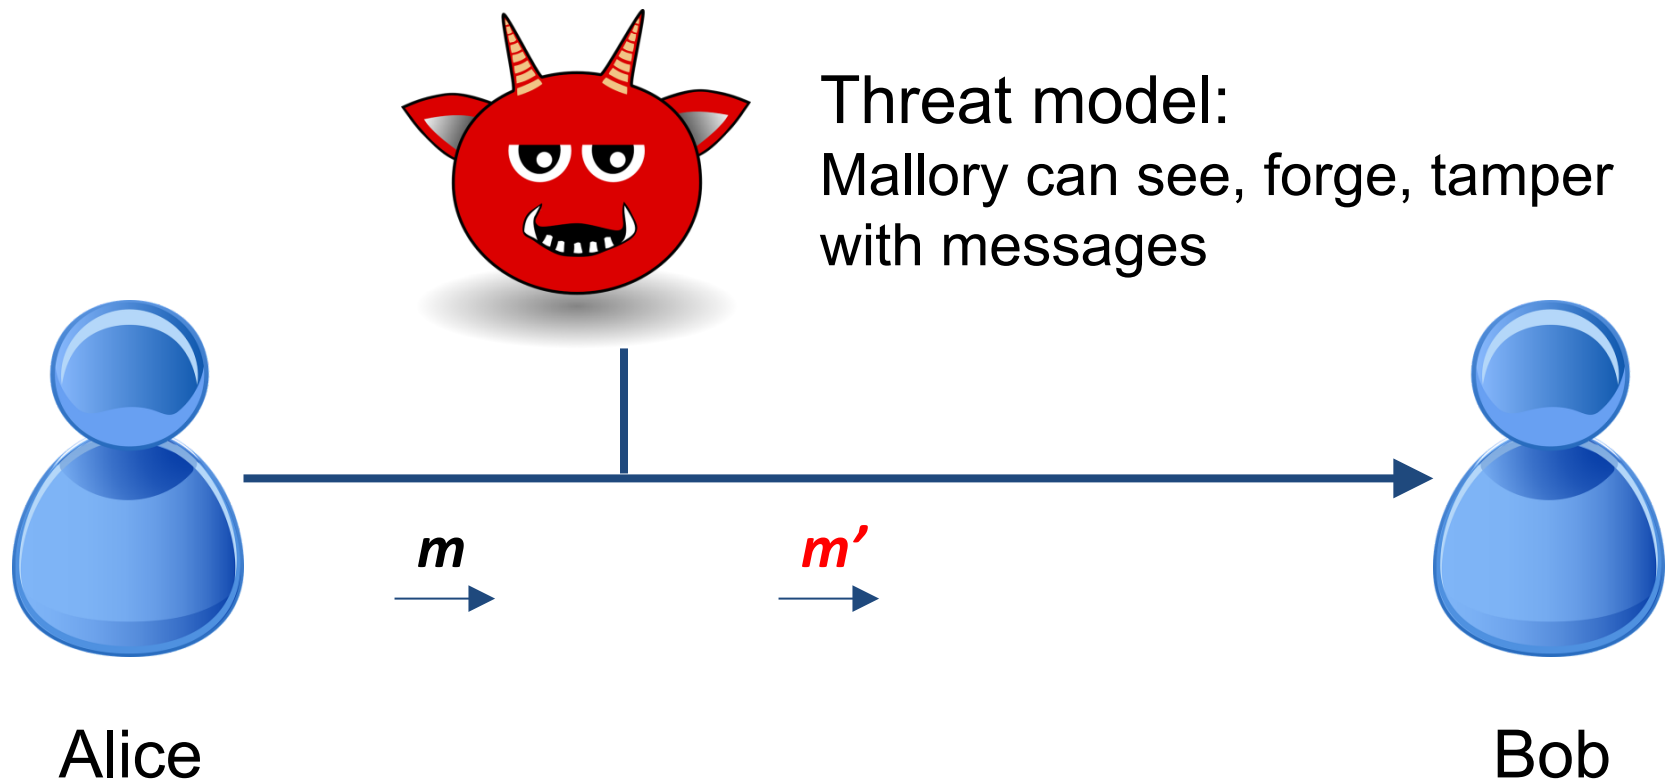 Threat model:
Mallory can see, forge, tamper
with messages
m
m’
Alice
Bob